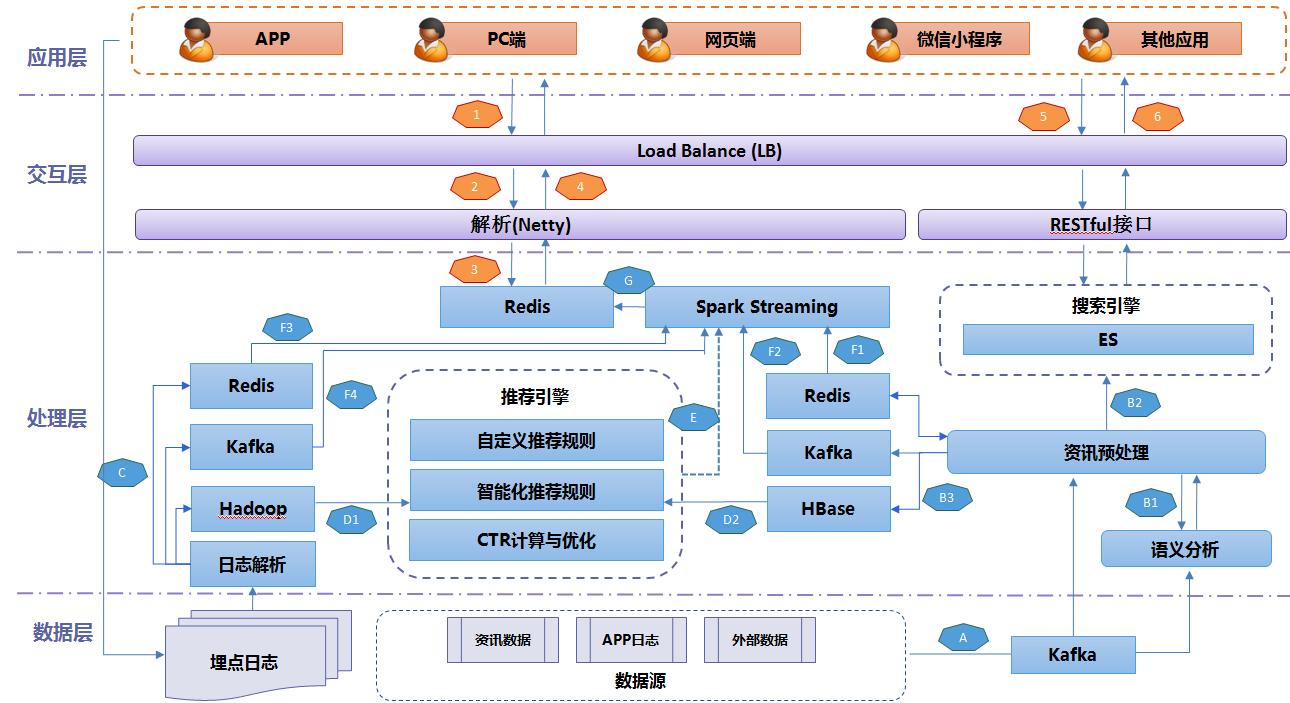 应用层
APP
PC端
网页端
微信小程序
其他应用
1
5
6
交互层
Load Balance (LB)
2
4
解析(Netty)
RESTful接口
3
G
Redis
Spark Streaming
搜索引擎
ES
F3
F2
F1
处理层
Redis
F4
推荐引擎
E
Redis
B2
自定义推荐规则
Kafka
Kafka
资讯预处理
C
智能化推荐规则
Hadoop
D1
D2
HBase
B3
B1
CTR计算与优化
语义分析
日志解析
数据层
埋点日志
资讯数据
APP日志
外部数据
数据源
A
Kafka